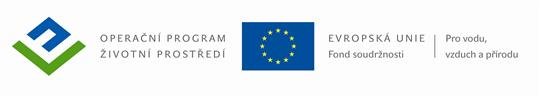 OPERAČNÍ PROGRAM
ŽIVOTNÍ PROSTŘEDÍ
EVROPSKÁ UNIE
Fond soudržnosti
Pro vodu,
vzduch a přírodu